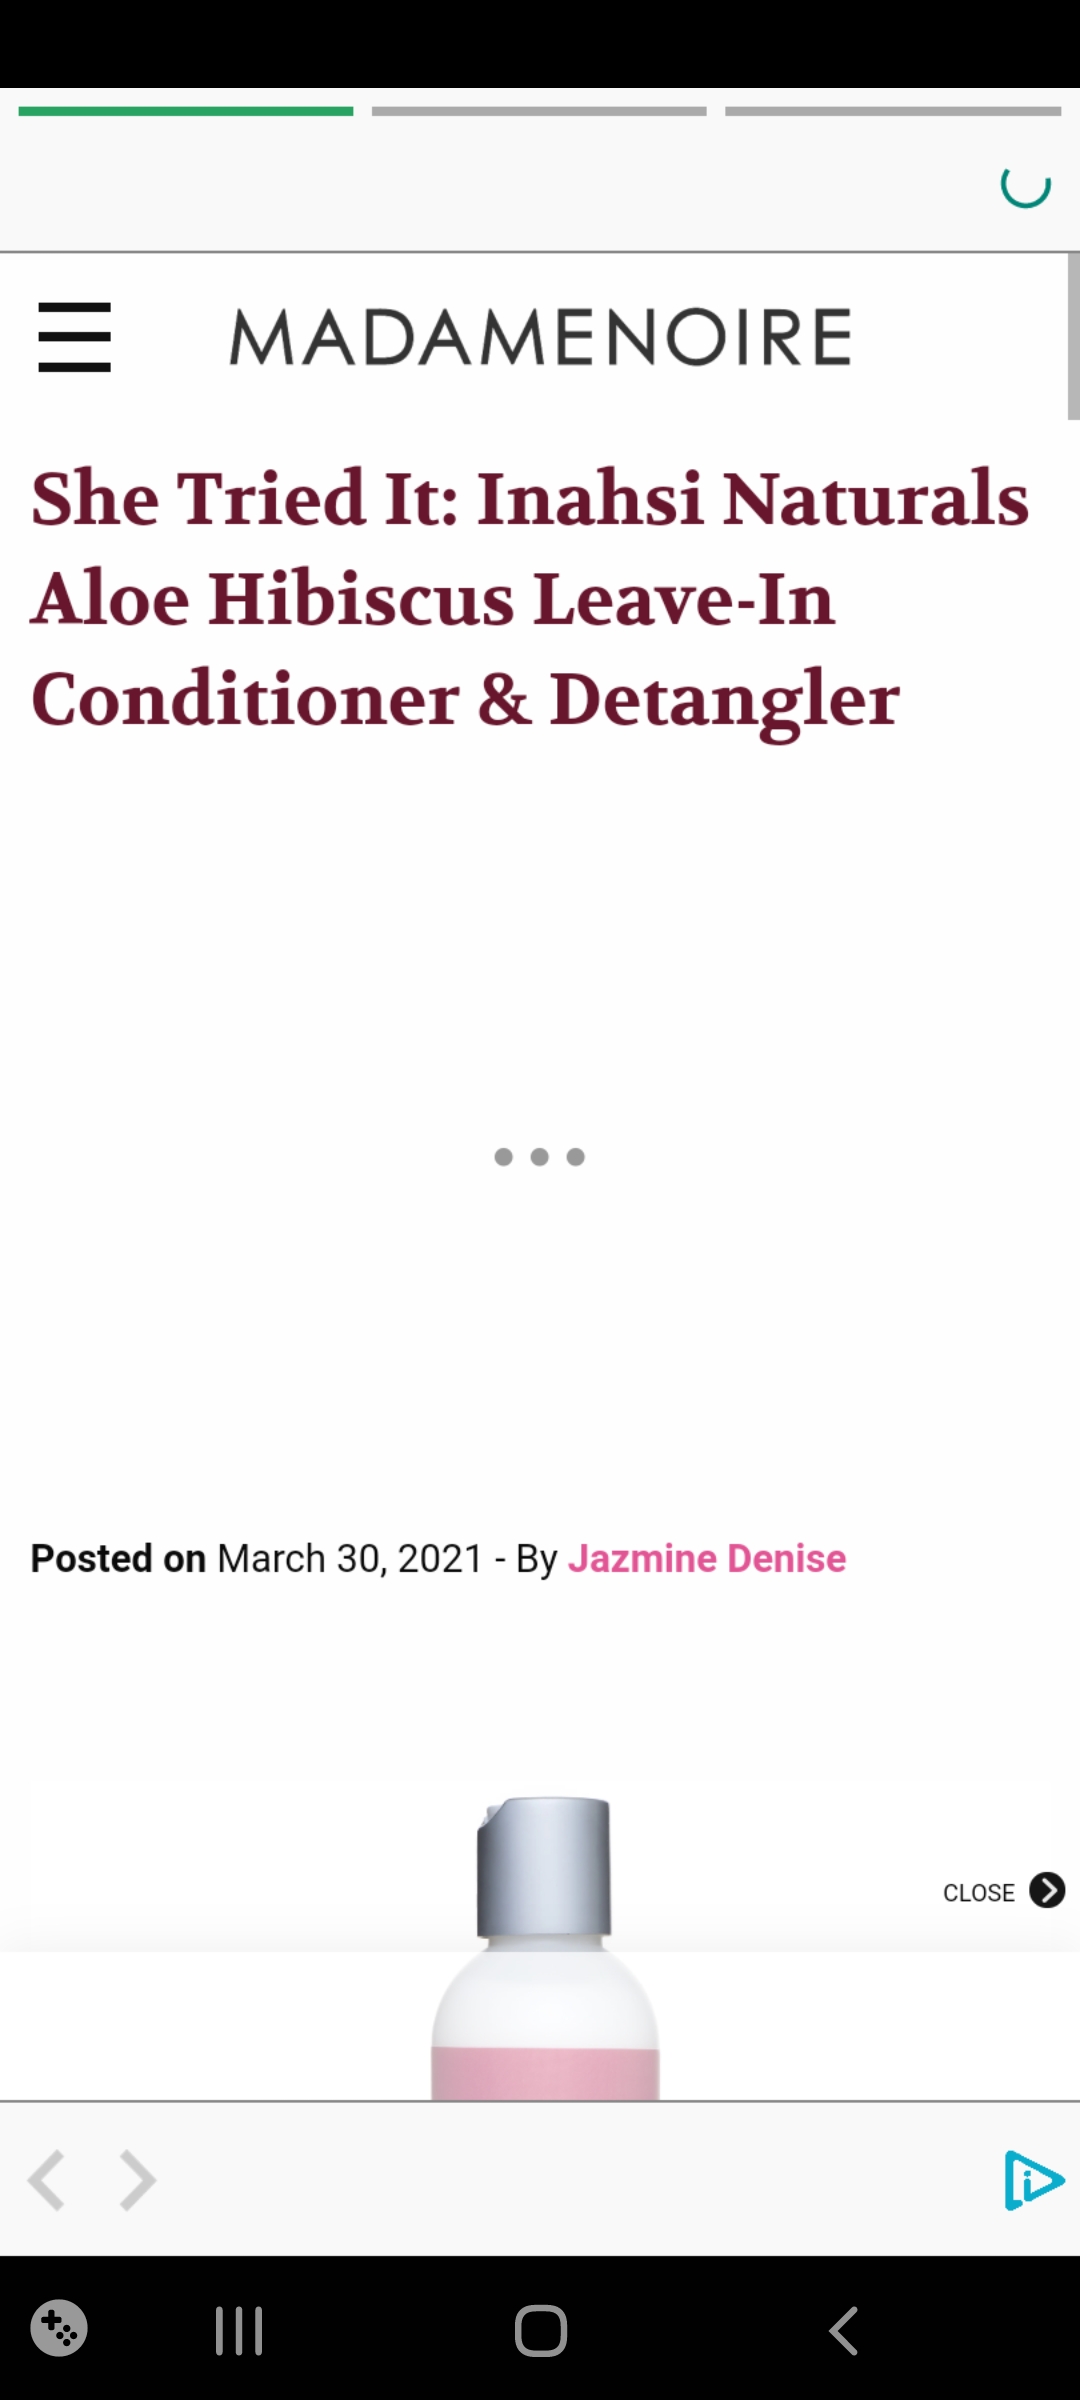 MADAMENOIRE
She Tried It: Inahsi Naturals
Aloe Hibiscus Leave-In
Conditioner & Detangler
Posted on March 30, 2021 - By Jazmine Denise
CLOSE